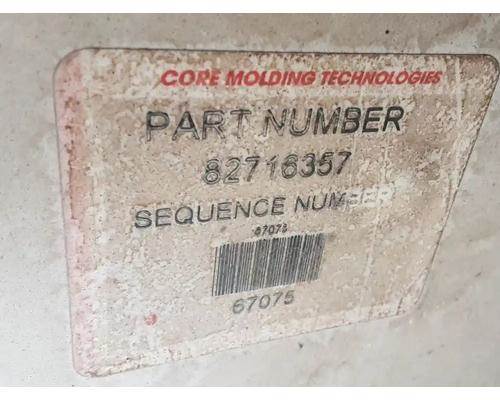 CORE MOLDING TECHNOLOGIES
PART NUMBER
82716357
SEQUENCE NUMBER
67075
67075